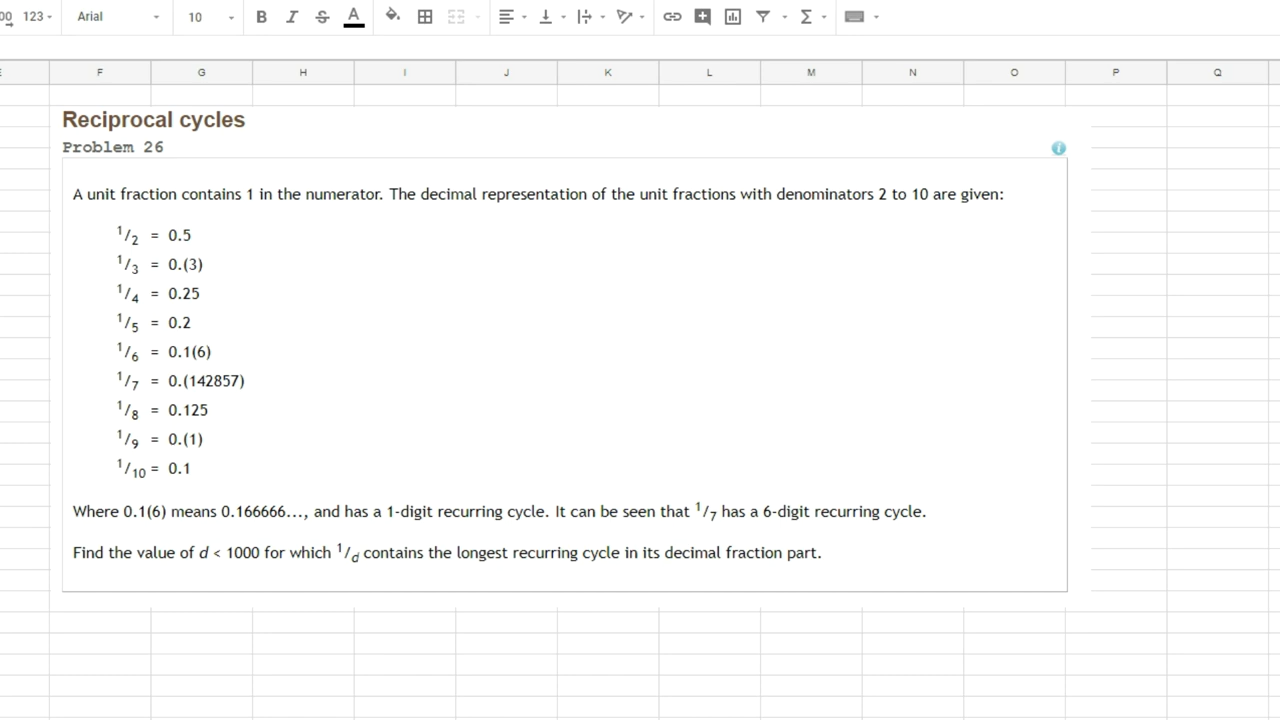 00 123 Arial 10 B I S A
E F G H I J K L M N O P Q
Reciprocal cycles
Problem 26
A unit fraction contains 1 in the numerator. The decimal representation of the unit fractions with denominators 2 to 10 are given:
1/2 = 0.5
1/3 = 0.(3)
1/4 = 0.25
1/5 = 0.2
1/6 = 0.1(6)
1/7 = 0.(142857)
1/8 = 0.125
1/9 = 0.(1)
1/10 = 0.1
Where 0.1(6) means 0.166666..., and has a 1-digit recurring cycle. It can be seen that 1/7 has a 6-digit recurring cycle.
Find the value of d < 1000 for which 1/d contains the longest recurring cycle in its decimal fraction part.